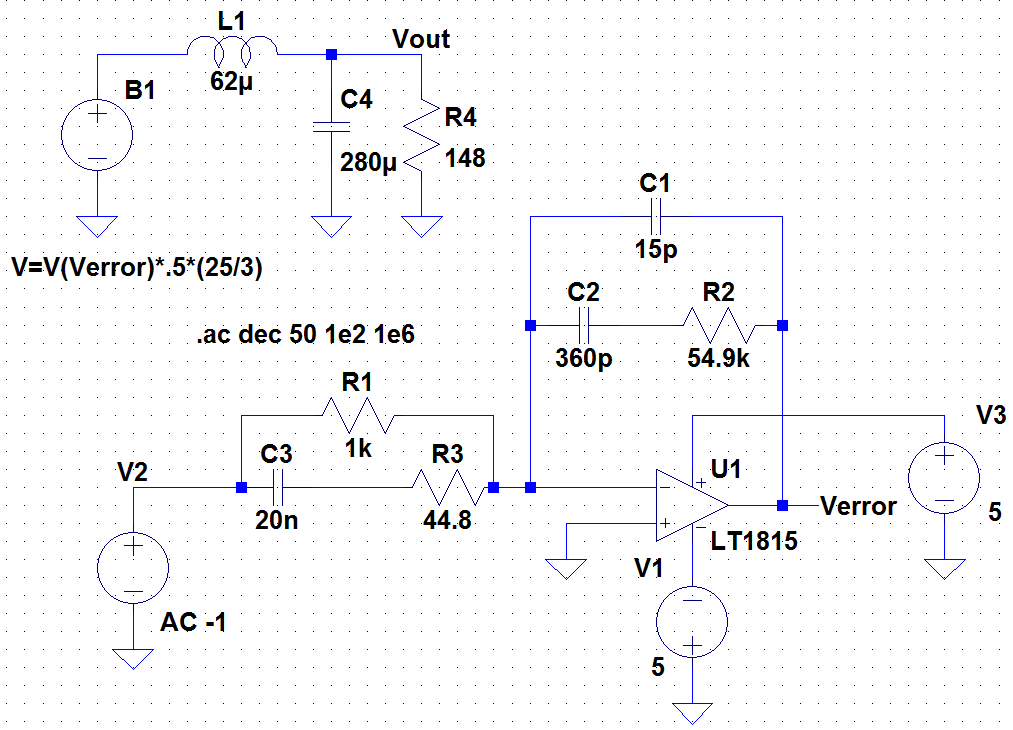 L1
Vout
62µ
B1
C4
R4
280µ
148
V=V(Verror)*.5*(25/3)
C1
15p
C2
R2
360p
54.9k
.ac dec 50 1e2 1e6
R1
1k
C3
R3
20n
44.8
V2
AC -1
U1
LT1815
Verror
V3
5
V1
5